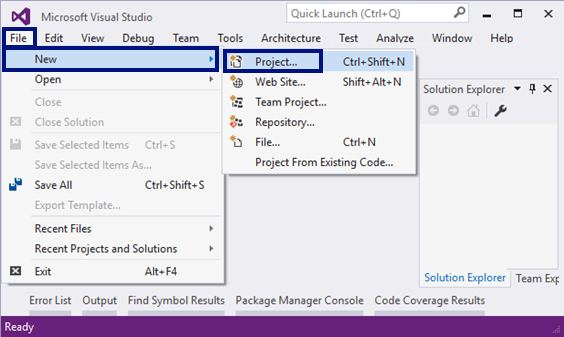 Microsoft Visual Studio
Quick Launch (Ctrl+Q)
File Edit View Debug Team Tools Architecture Test Analyze Window Help
New
Project... Ctrl+Shift+N
Open
Web Site... Shift+Alt+N
Close
Team Project...
Close Solution
Repository...
Save Selected Items Ctrl+S
File... Ctrl+N
Save Selected Items As...
Project From Existing Code...
Save All Ctrl+Shift+S
Export Template...
Recent Files
Recent Projects and Solutions
Exit Alt+F4
Solution Explorer
Solution Explorer Team Exp
Error List Output Find Symbol Results Package Manager Console Code Coverage Results
Ready